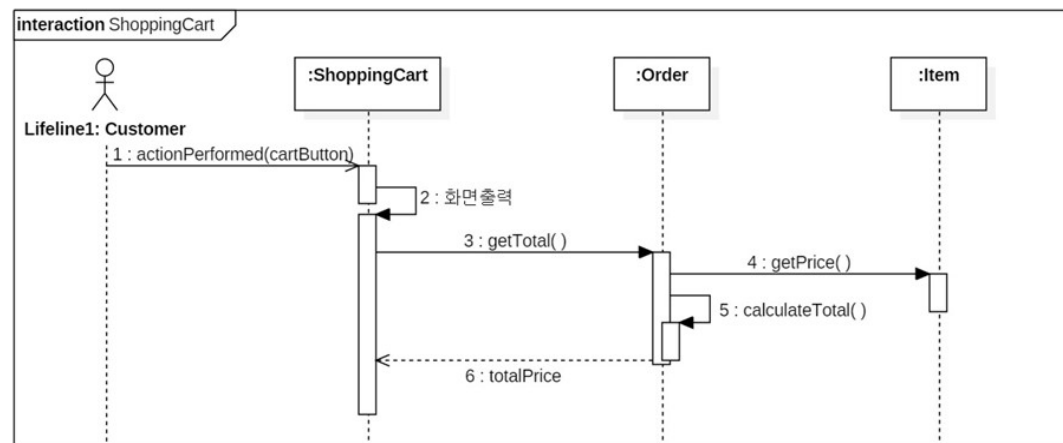 interaction ShoppingCart
:ShoppingCart
:Order
:Item
Lifeline1: Customer
1 : actionPerformed(cartButton)
2 : 화면출력
3 : getTotal( )
4 : getPrice( )
5 : calculateTotal( )
6 : totalPrice